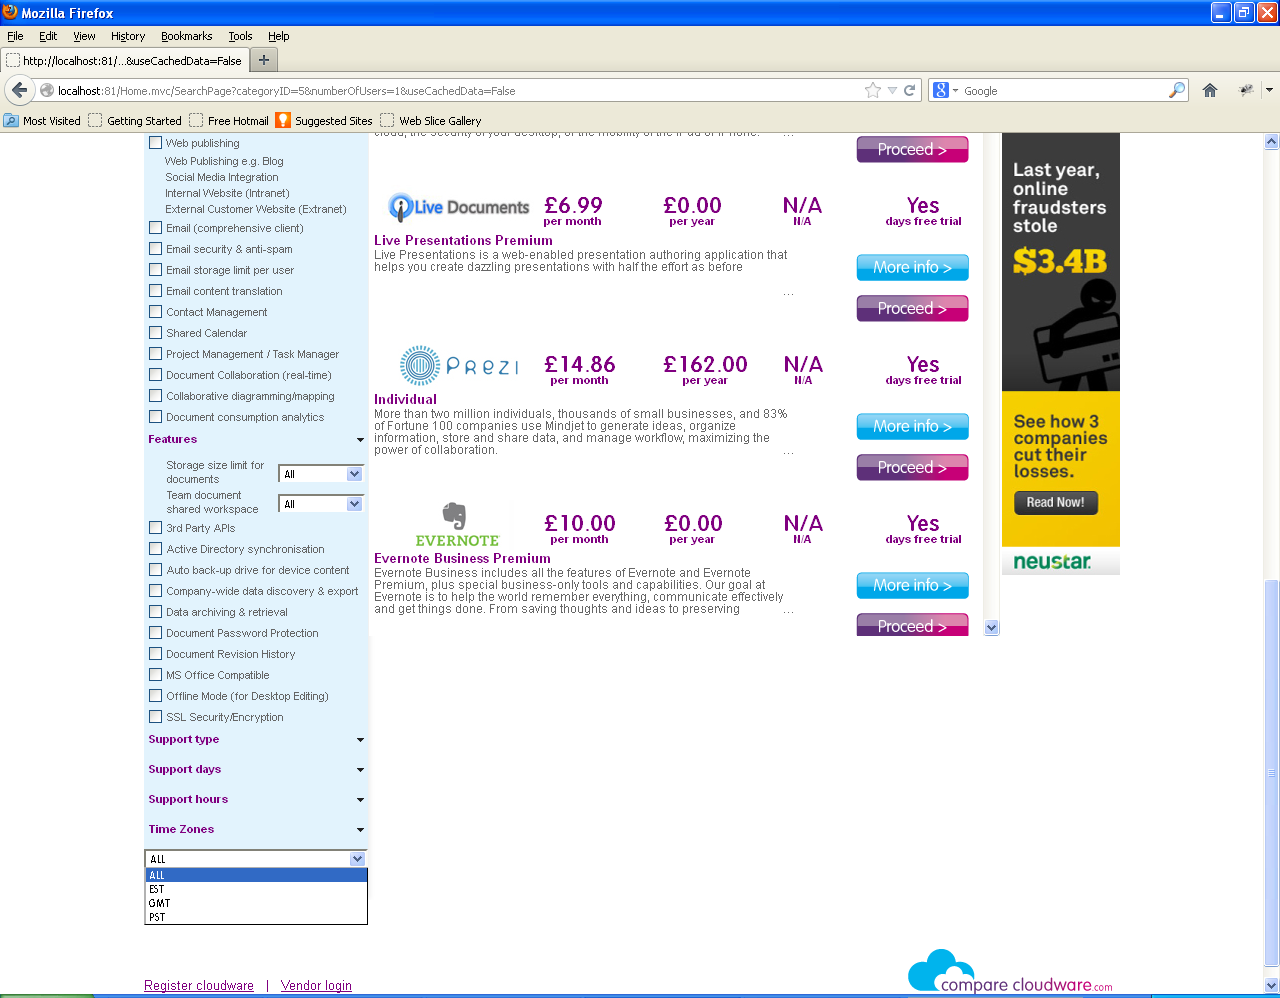 Mozilla Firefox
File Edit View History Bookmarks Tools Help
http://localhost:81/...&useCachedData=False
localhost:81/Home.mvc/SearchPage?categoryID=5&numberOfUsers=1&useCachedData=False
Google
Most Visited Getting Started Free Hotmail Suggested Sites Web Slice Gallery
Web publishing
Web Publishing e.g. Blog
Social Media Integration
Internal Website (Intranet)
External Customer Website (Extranet)
Email (comprehensive client)
Email security & anti-spam
Email storage limit per user
Email content translation
Contact Management
Shared Calendar
Project Management / Task Manager
Document Collaboration (real-time)
Collaborative diagramming/mapping
Document consumption analytics
Features
Storage size limit for documents
All
Team document shared workspace
All
3rd Party APIs
Active Directory synchronisation
Auto back-up drive for device content
Company-wide data discovery & export
Data archiving & retrieval
Document Password Protection
Document Revision History
MS Office Compatible
Offline Mode (for Desktop Editing)
SSL Security/Encryption
Support type
Support days
Support hours
Time Zones
ALL
ALL
EST
GMT
PST
cloud, the security of your desktop, or the mobility of the iPad or iPhone. ...
Proceed >
Live Documents £6.99 £0.00 N/A Yes
per month per year N/A days free trial
Live Presentations Premium
Live Presentations is a web-enabled presentation authoring application that
helps you create dazzling presentations with half the effort as before
...
More info >
Proceed >
Prezi £14.86 £162.00 N/A Yes
per month per year N/A days free trial
Individual
More than two million individuals, thousands of small businesses, and 83%
of Fortune 100 companies use Mindjet to generate ideas, organize
information, store and share data, and manage workflow, maximizing the
power of collaboration. ...
More info >
Proceed >
EVERNOTE £10.00 £0.00 N/A Yes
per month per year N/A days free trial
Evernote Business Premium
Evernote Business includes all the features of Evernote and Evernote
Premium, plus special business-only tools and capabilities. Our goal at
Evernote is to help the world remember everything, communicate effectively
and get things done. From saving thoughts and ideas to preserving ...
More info >
Proceed >
Last year,
online
fraudsters
stole
$3.4B
See how 3
companies
cut their
losses.
Read Now!
neustar.
Register cloudware | Vendor login
compare cloudware.com